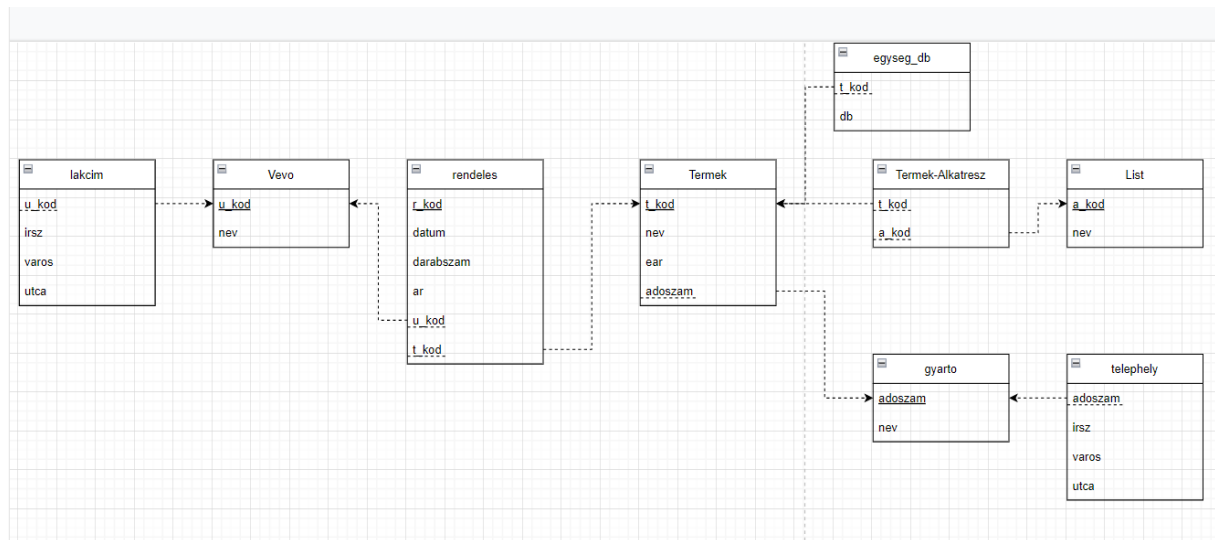 egyseg_db
t_kod
db
lakcim
u_kod
irsz
varos
utca
Vevo
u_kod
nev
rendeles
r_kod
datum
darabszam
ar
u_kod
t_kod
Termek
t_kod
nev
ear
adoszam
Termek-Alkatresz
t_kod
a_kod
List
a_kod
nev
gyarto
adoszam
nev
telephely
adoszam
irsz
varos
utca